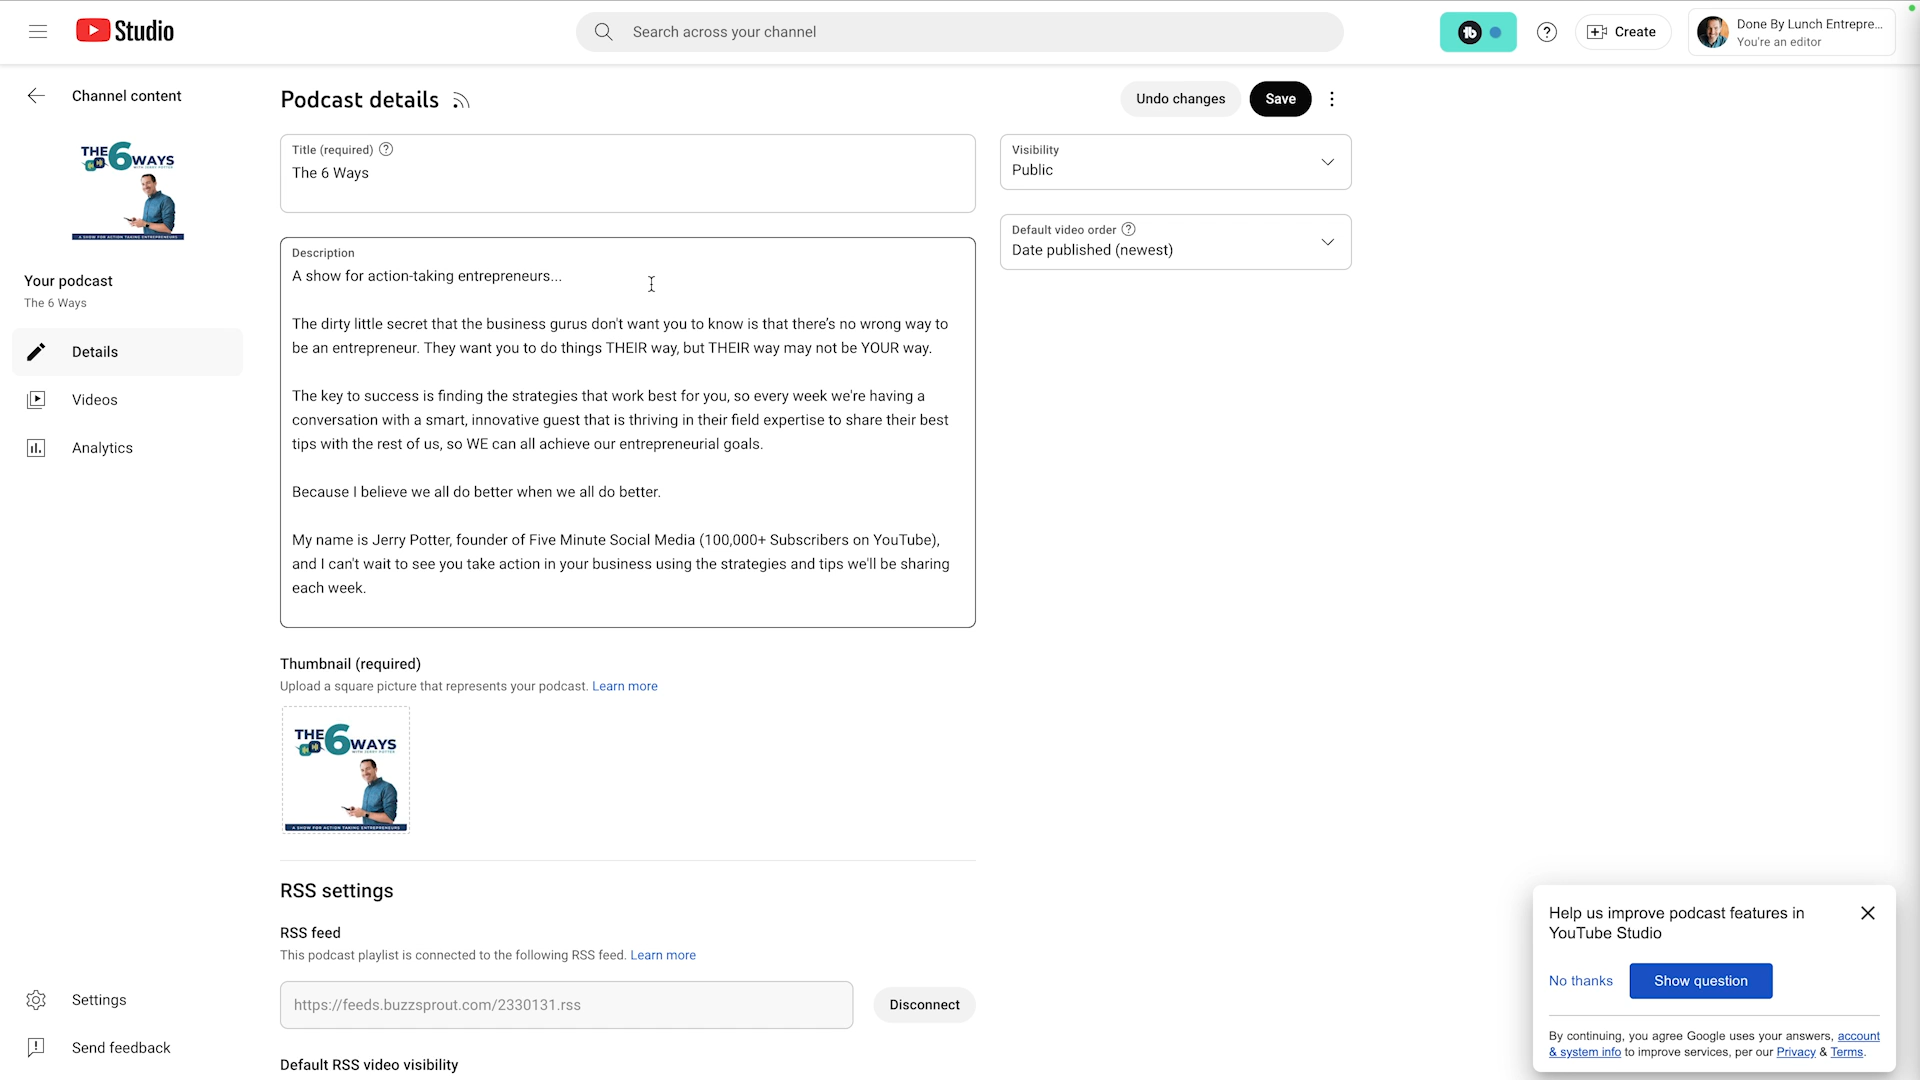 Studio
Search across your channel
Create
Done By Lunch Entrepre...
You're an editor
Channel content
THE 6 WAYS
A SHOW FOR ACTION TAKING ENTREPRENEURS
Your podcast
The 6 Ways
Details
Videos
Analytics
Settings
Send feedback
Podcast details
Undo changes
Save
Title (required)
The 6 Ways
Visibility
Public
Default video order
Date published (newest)
Description
A show for action-taking entrepreneurs...
The dirty little secret that the business gurus don't want you to know is that there’s no wrong way to
be an entrepreneur. They want you to do things THEIR way, but THEIR way may not be YOUR way.
The key to success is finding the strategies that work best for you, so every week we're having a
conversation with a smart, innovative guest that is thriving in their field expertise to share their best
tips with the rest of us, so WE can all achieve our entrepreneurial goals.
Because I believe we all do better when we all do better.
My name is Jerry Potter, founder of Five Minute Social Media (100,000+ Subscribers on YouTube),
and I can't wait to see you take action in your business using the strategies and tips we'll be sharing
each week.
Thumbnail (required)
Upload a square picture that represents your podcast. Learn more
THE 6 WAYS
WITH JERRY POTTER
A SHOW FOR ACTION TAKING ENTREPRENEURS
RSS settings
RSS feed
This podcast playlist is connected to the following RSS feed. Learn more
https://feeds.buzzsprout.com/2330131.rss
Disconnect
Default RSS video visibility
Help us improve podcast features in
YouTube Studio
No thanks
Show question
By continuing, you agree Google uses your answers, account
& system info to improve services, per our Privacy & Terms.